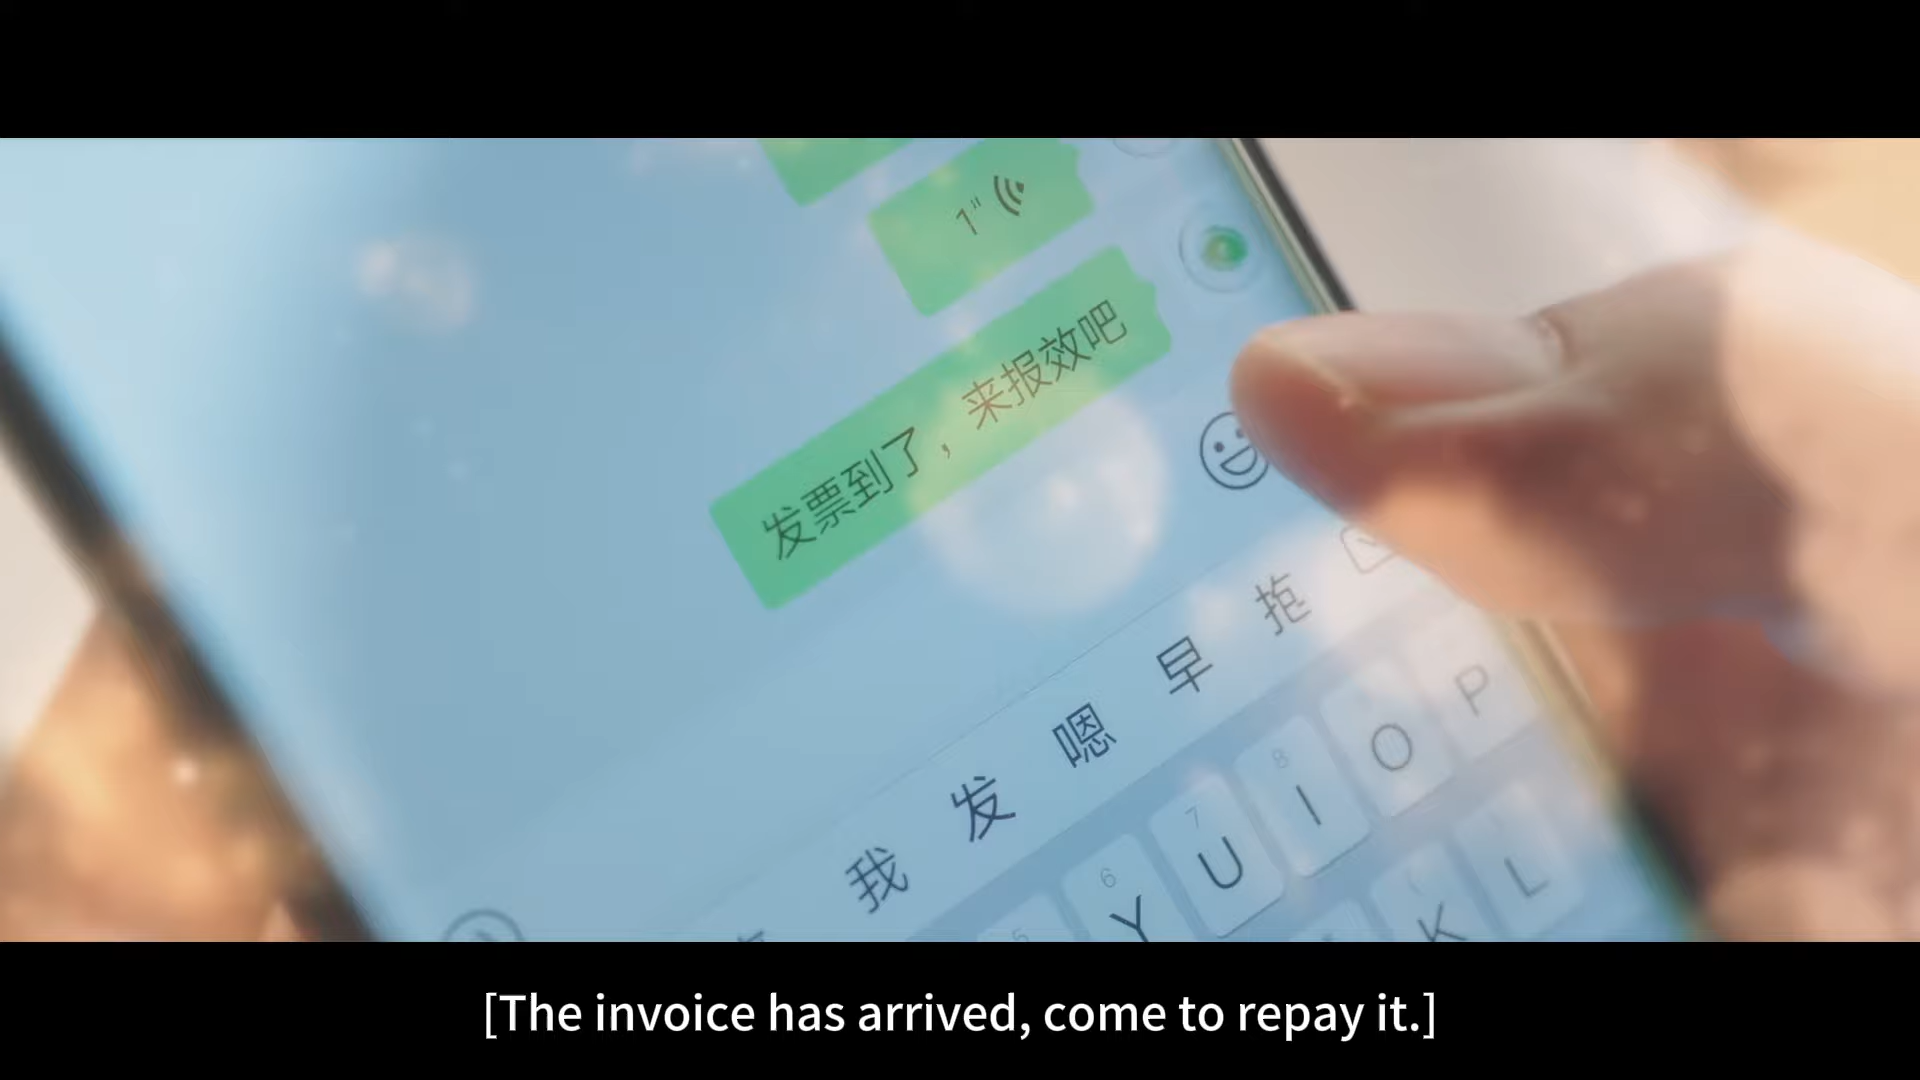 1"
发票到了，来报效吧
我 发 嗯 早 拖
5 6 7 8
Y U I O P
K L
[The invoice has arrived, come to repay it.]